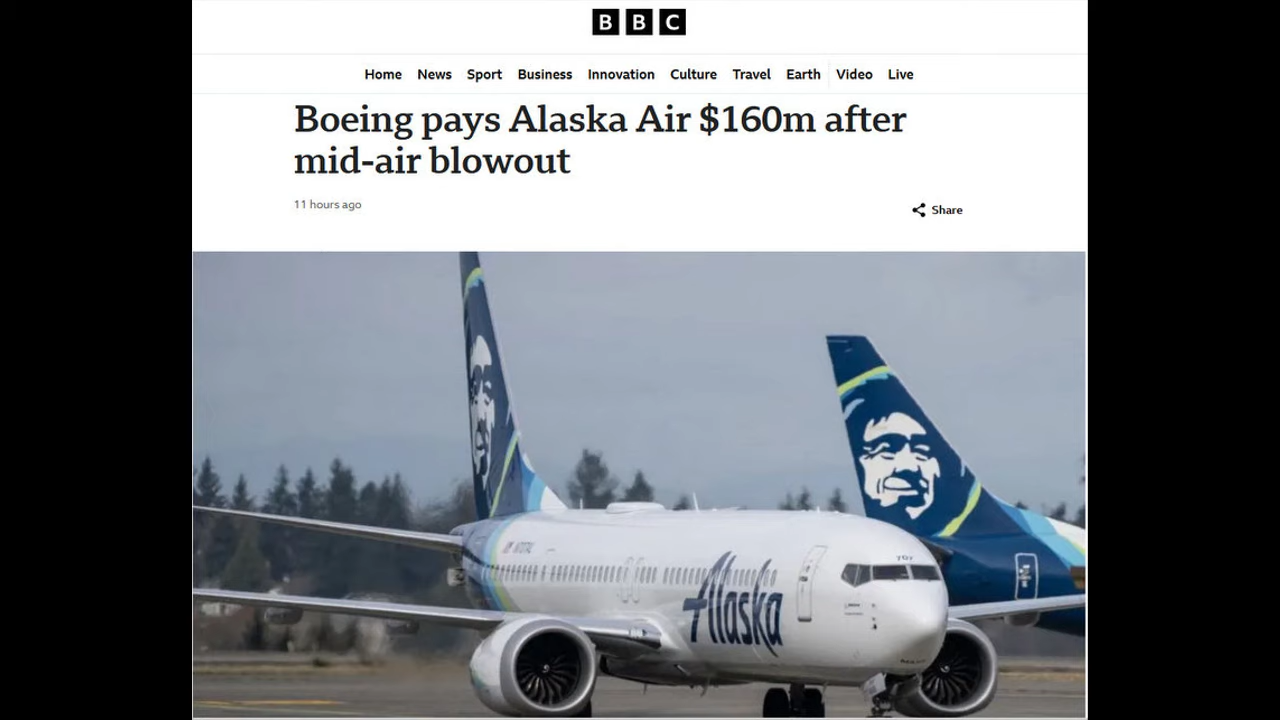 BBC
Home News Sport Business Innovation Culture Travel Earth Video Live
Boeing pays Alaska Air $160m after
mid-air blowout
11 hours ago
Share
Alaska